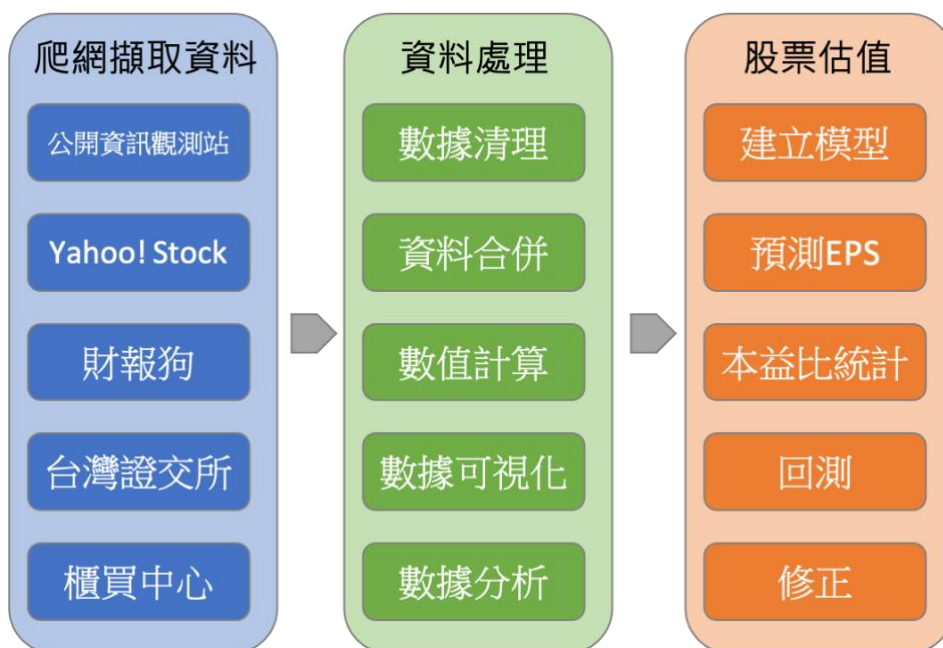 爬網擷取資料
公開資訊觀測站
Yahoo! Stock
財報狗
台灣證交所
櫃買中心
資料處理
數據清理
資料合併
數值計算
數據可視化
數據分析
股票估值
建立模型
預測EPS
本益比統計
回測
修正